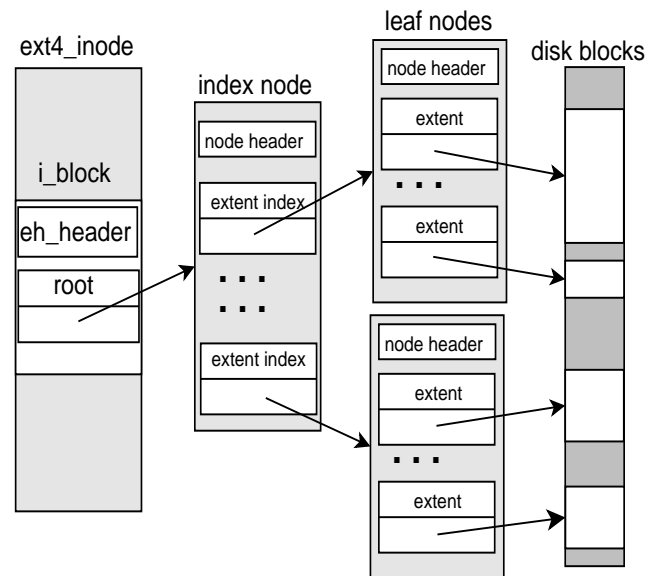 ext4_inode
i_block
eh_header
root
index node
node header
extent index
. . .
. . .
extent index
leaf nodes
node header
extent
. . .
extent
node header
extent
. . .
extent
disk blocks